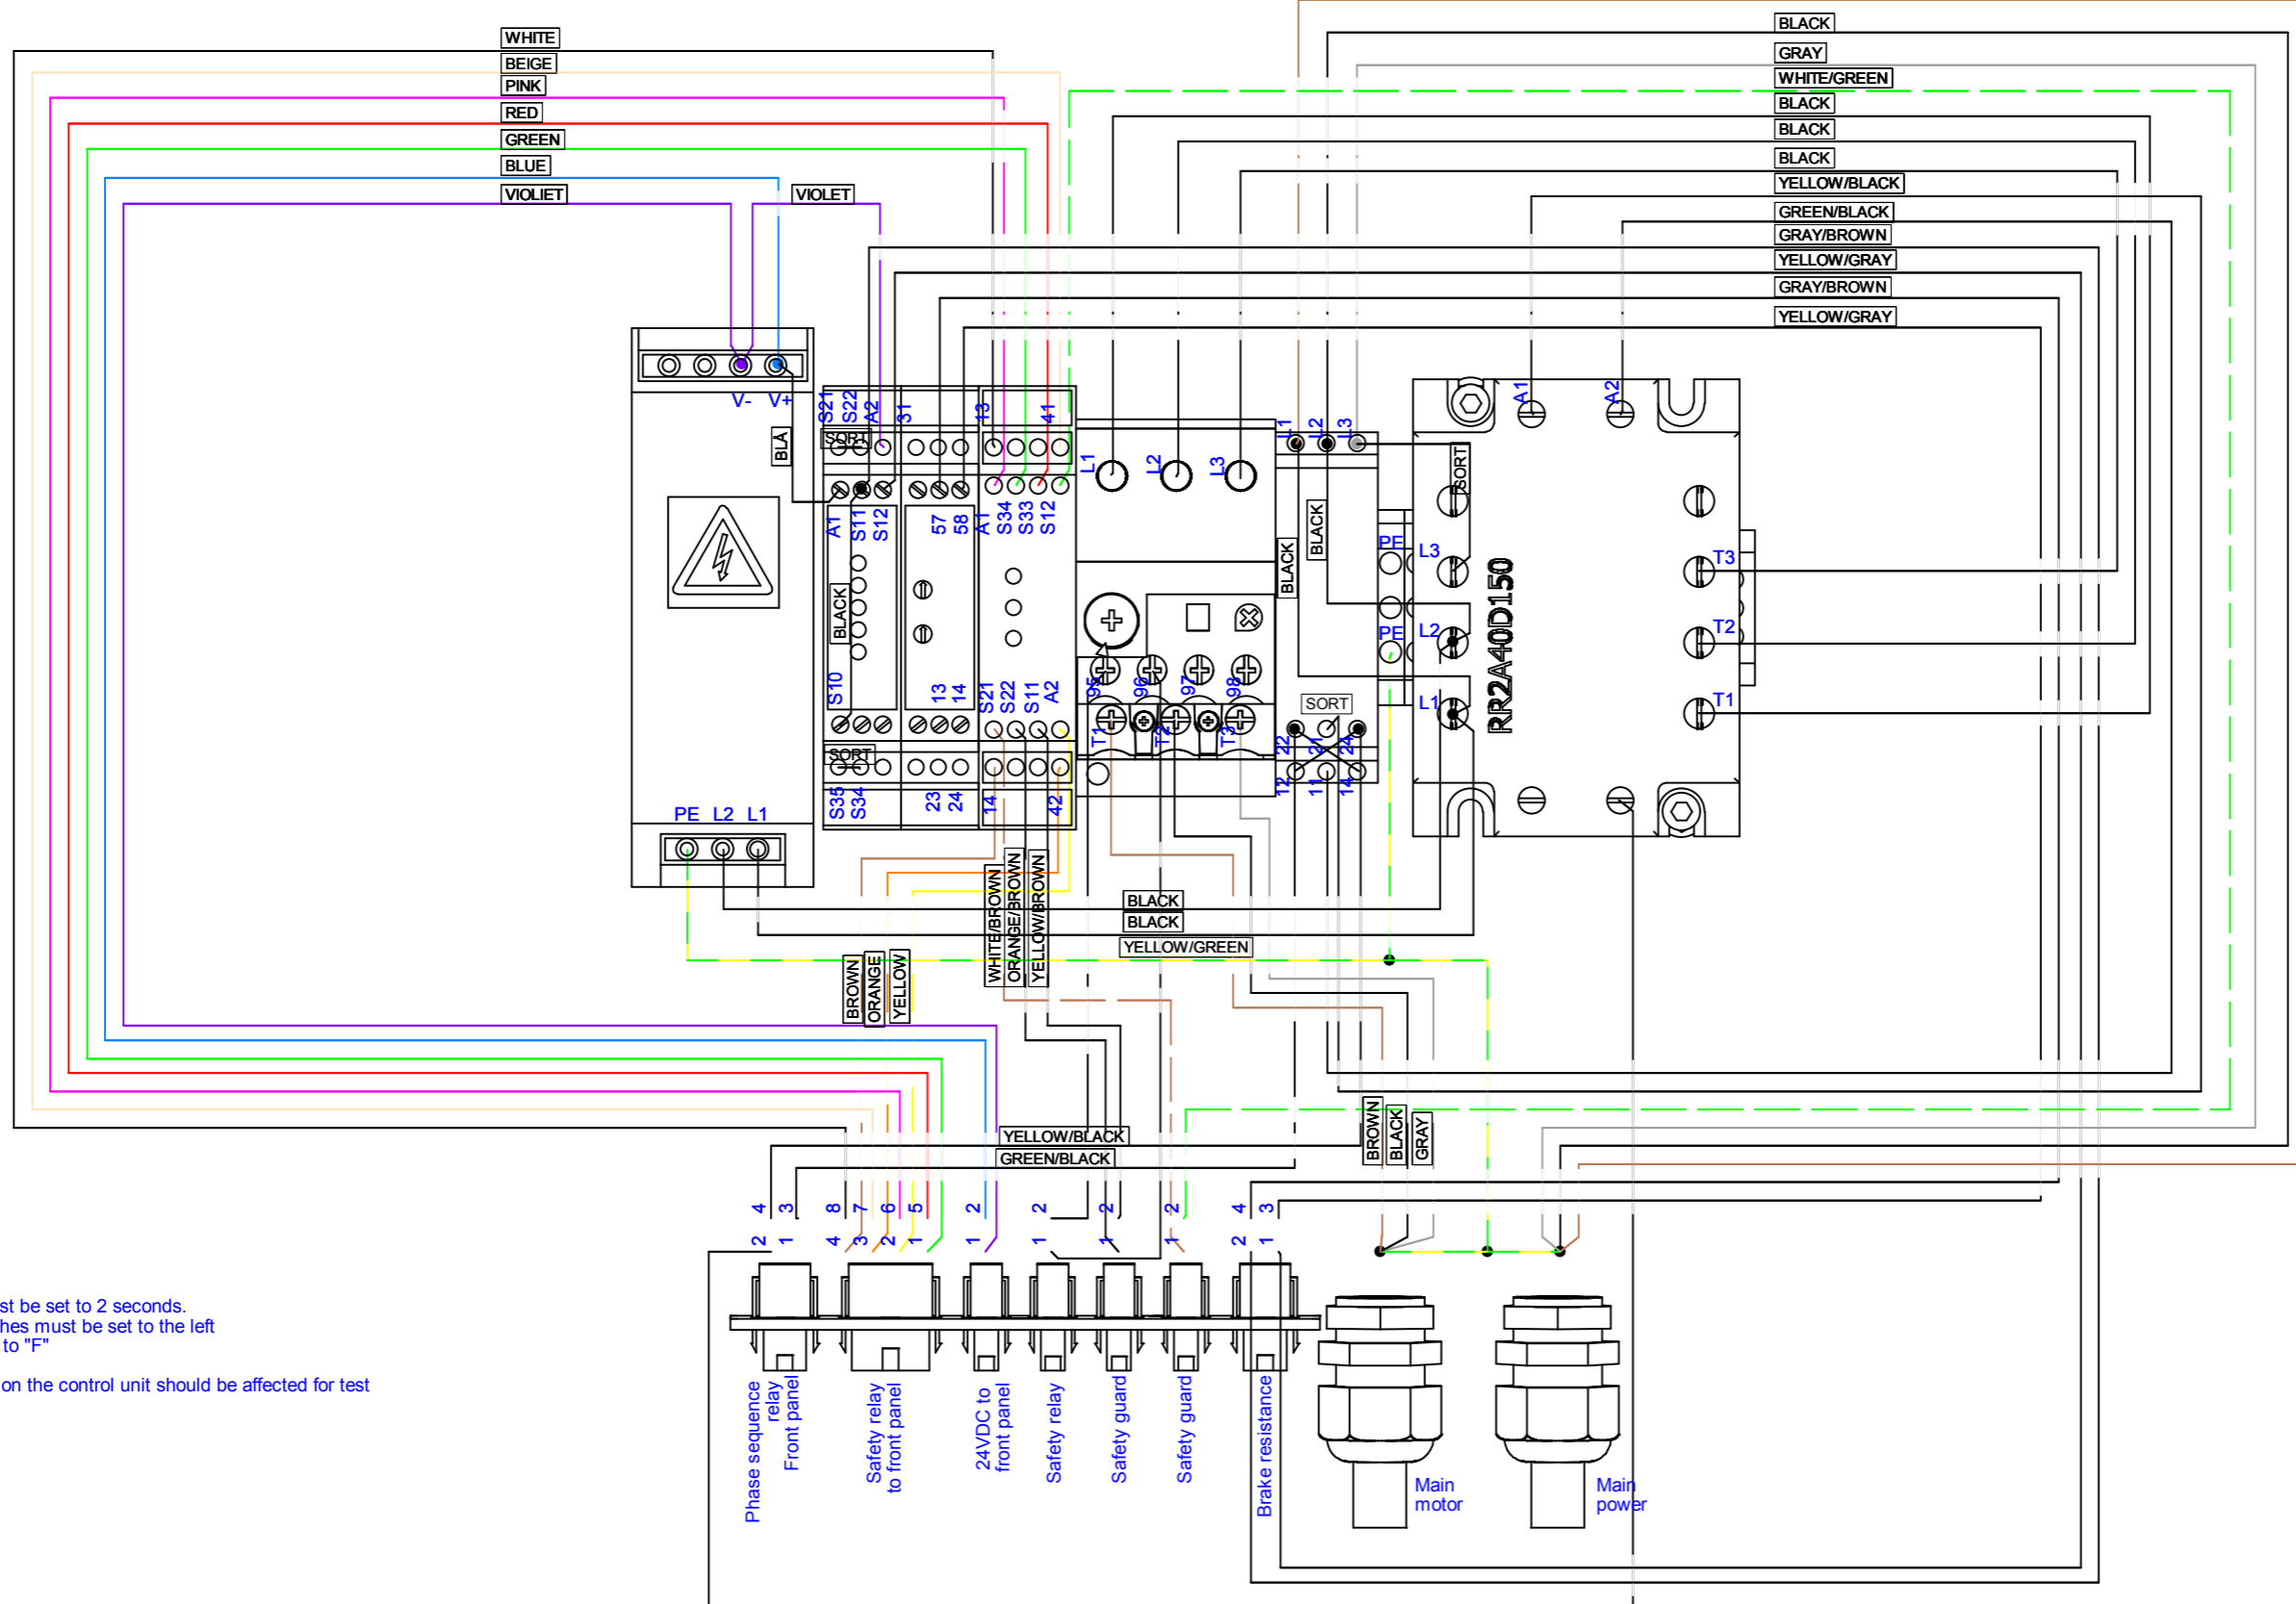 WHITE
BEIGE
PINK
RED
GREEN
BLUE
VIOLIET
VIOLET
BLACK
GRAY
WHITE/GREEN
BLACK
BLACK
BLACK
YELLOW/BLACK
GREEN/BLACK
GRAY/BROWN
YELLOW/GRAY
GRAY/BROWN
YELLOW/GRAY
V- V+
BLA
S21 S22 A2 31 13 41
SORT
A1 S11 S12 57 58 A1 S34 S33 S12
BLACK
S10 13 14 S21 S22 S11 A2
SORT
S35 S34 23 24 14 42
PE L2 L1
L1 L2 L3
95 96 97 98
T1 T2 T3
L1 L2 L3
BLACK
BLACK
SORT
22 21 24
12 11 14
PE
PE
A1 A2
SORT
L3
L2
L1
RR2A40D150
T3
T2
T1
BLACK
BLACK
YELLOW/GREEN
WHITE/BROWN
ORANGE/BROWN
YELLOW/BROWN
BROWN
ORANGE
YELLOW
BROWN
BLACK
GRAY
YELLOW/BLACK
GREEN/BLACK
4 3 8 7 6 5 2 2 2 2 4 3
2 1 4 3 2 1 1 1 1 1 2 1
st be set to 2 seconds.
hes must be set to the left
to "F"
on the control unit should be affected for test
Phase sequence
relay
Front panel
Safety relay
to front panel
24VDC to
front panel
Safety relay
Safety guard
Safety guard
Brake resistance
Main
motor
Main
power